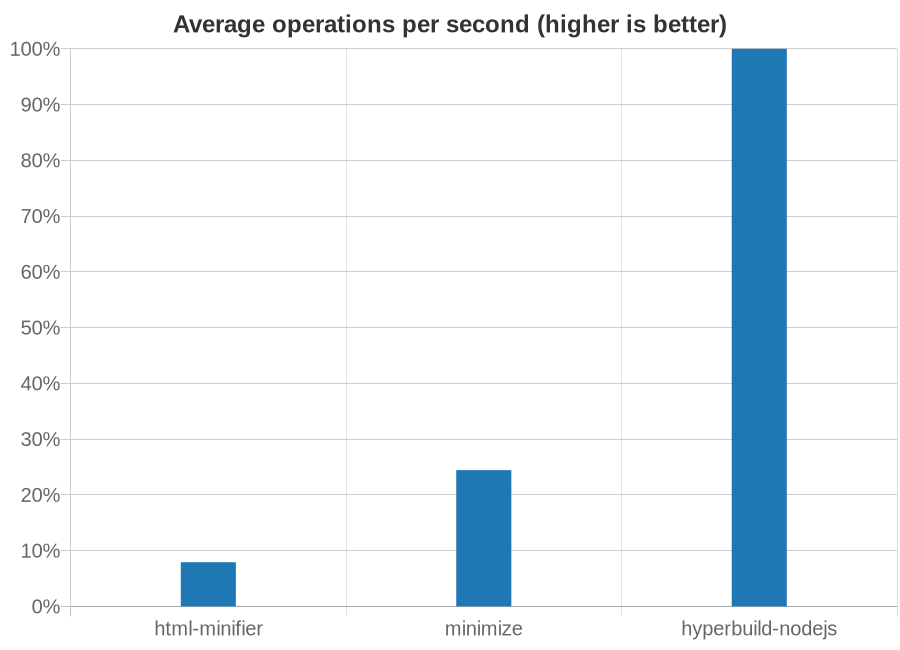 Average operations per second (higher is better)
100%
90%
80%
70%
60%
50%
40%
30%
20%
10%
0%
html-minifier
minimize
hyperbuild-nodejs